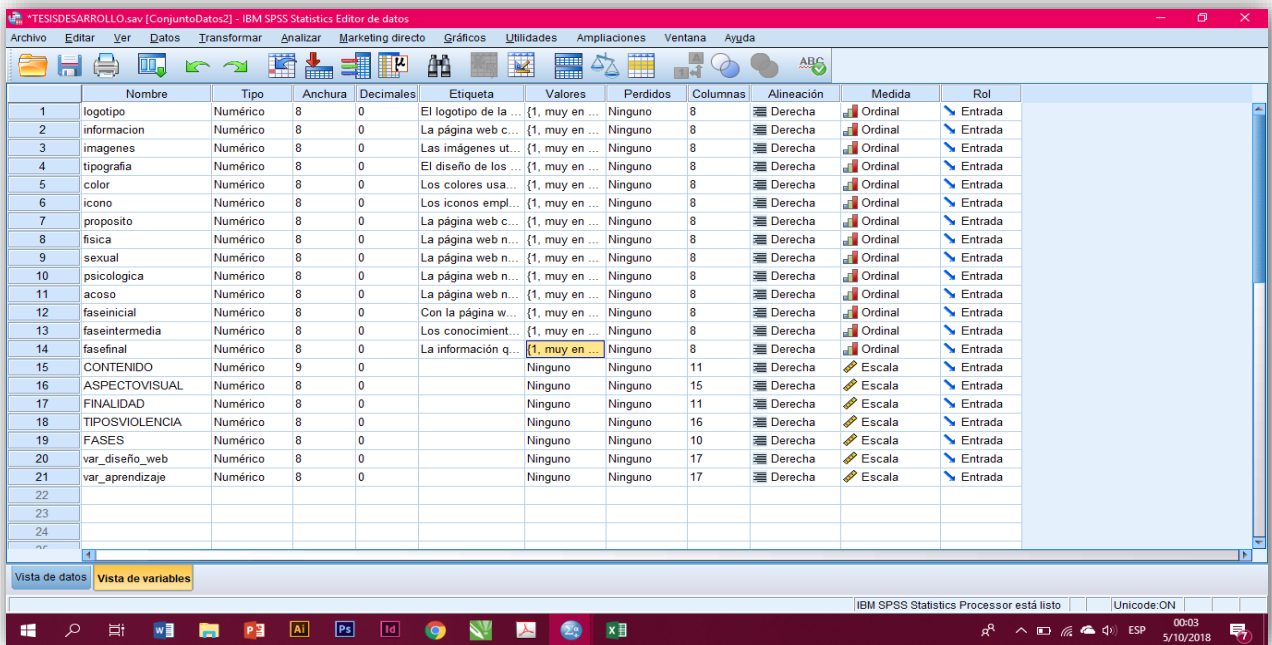 *TESISDESARROLLO.sav [ConjuntoDatos2] - IBM SPSS Statistics Editor de datos
Archivo Editar Ver Datos Transformar Analizar Marketing directo Gráficos Utilidades Ampliaciones Ventana Ayuda
Nombre Tipo Anchura Decimales Etiqueta Valores Perdidos Columnas Alineación Medida Rol
1 logotipo Numérico 8 0 El logotipo de la ... {1, muy en ... Ninguno 8 Derecha Ordinal Entrada
2 informacion Numérico 8 0 La página web c... {1, muy en ... Ninguno 8 Derecha Ordinal Entrada
3 imagenes Numérico 8 0 Las imágenes ut... {1, muy en ... Ninguno 8 Derecha Ordinal Entrada
4 tipografia Numérico 8 0 El diseño de los ... {1, muy en ... Ninguno 8 Derecha Ordinal Entrada
5 color Numérico 8 0 Los colores usa... {1, muy en ... Ninguno 8 Derecha Ordinal Entrada
6 icono Numérico 8 0 Los iconos empl... {1, muy en ... Ninguno 8 Derecha Ordinal Entrada
7 proposito Numérico 8 0 La página web c... {1, muy en ... Ninguno 8 Derecha Ordinal Entrada
8 fisica Numérico 8 0 La página web n... {1, muy en ... Ninguno 8 Derecha Ordinal Entrada
9 sexual Numérico 8 0 La página web n... {1, muy en ... Ninguno 8 Derecha Ordinal Entrada
10 psicologica Numérico 8 0 La página web n... {1, muy en ... Ninguno 8 Derecha Ordinal Entrada
11 acoso Numérico 8 0 La página web n... {1, muy en ... Ninguno 8 Derecha Ordinal Entrada
12 faseinicial Numérico 8 0 Con la página w... {1, muy en ... Ninguno 8 Derecha Ordinal Entrada
13 faseintermedia Numérico 8 0 Los conocimient... {1, muy en ... Ninguno 8 Derecha Ordinal Entrada
14 fasefinal Numérico 8 0 La información q... {1, muy en ... Ninguno 8 Derecha Ordinal Entrada
15 CONTENIDO Numérico 9 0 Ninguno Ninguno 11 Derecha Escala Entrada
16 ASPECTOVISUAL Numérico 8 0 Ninguno Ninguno 15 Derecha Escala Entrada
17 FINALIDAD Numérico 8 0 Ninguno Ninguno 11 Derecha Escala Entrada
18 TIPOSVIOLENCIA Numérico 8 0 Ninguno Ninguno 16 Derecha Escala Entrada
19 FASES Numérico 8 0 Ninguno Ninguno 10 Derecha Escala Entrada
20 var_diseño_web Numérico 8 0 Ninguno Ninguno 17 Derecha Escala Entrada
21 var_aprendizaje Numérico 8 0 Ninguno Ninguno 17 Derecha Escala Entrada
22
23
24
Vista de datos Vista de variables
IBM SPSS Statistics Processor está listo Unicode:ON
ESP 00:03
5/10/2018